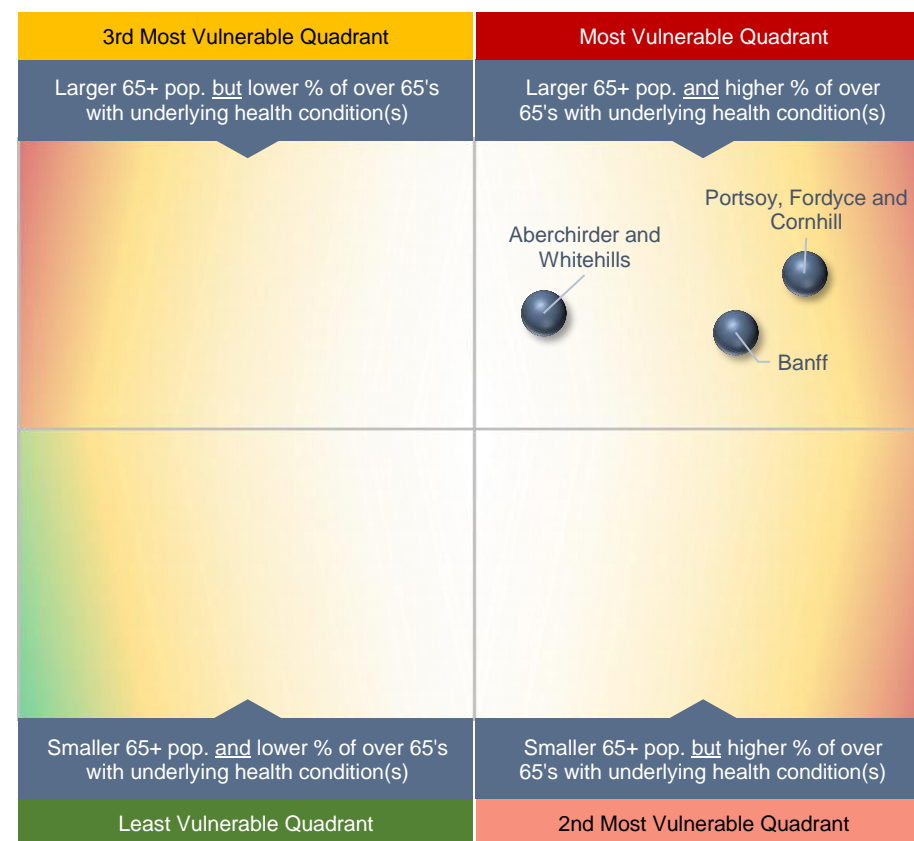 3rd Most Vulnerable Quadrant
Most Vulnerable Quadrant
Larger 65+ pop. but lower % of over 65's
with underlying health condition(s)
Larger 65+ pop. and higher % of over
65's with underlying health condition(s)
Portsoy, Fordyce and
Cornhill
Aberchirder and
Whitehills
Banff
Smaller 65+ pop. and lower % of over 65's
with underlying health condition(s)
Smaller 65+ pop. but higher % of over
65's with underlying health condition(s)
Least Vulnerable Quadrant
2nd Most Vulnerable Quadrant